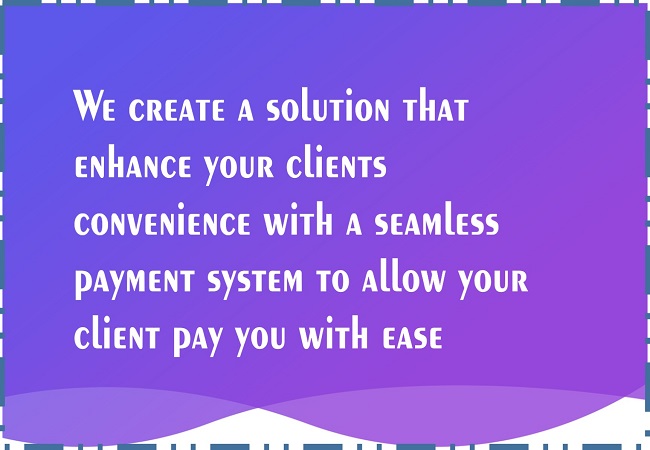 We create a solution that
enhance your clients
convenience with a seamless
payment system to allow your
client pay you with ease